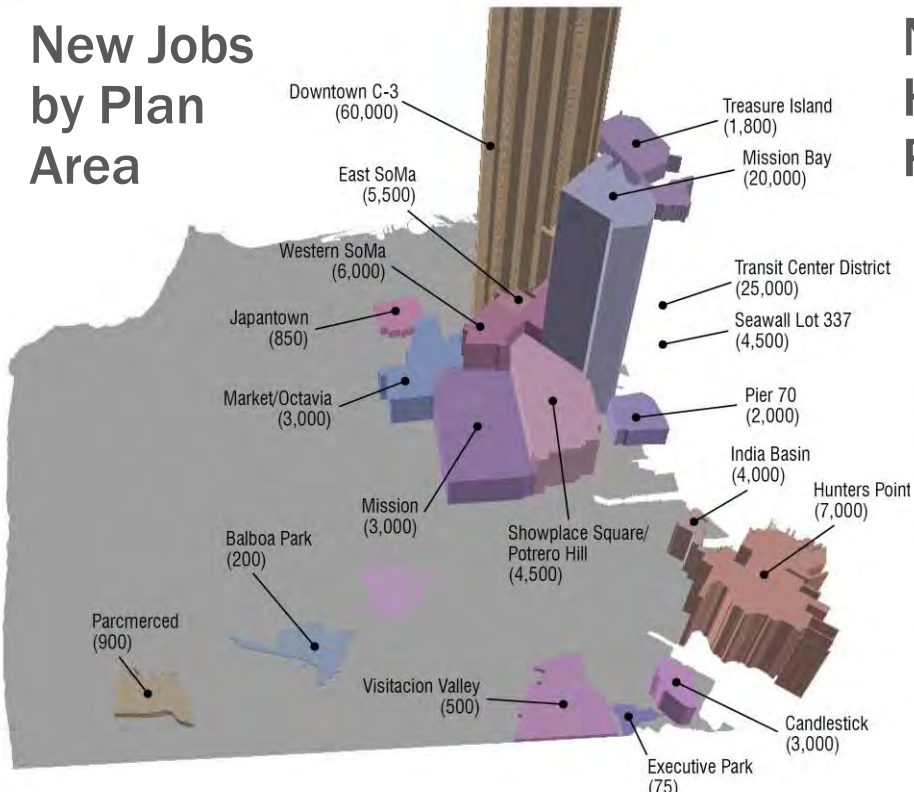 New Jobs
by Plan
Area
Downtown C-3
(60,000)
East SoMa
(5,500)
Western SoMa
(6,000)
Japantown
(850)
Market/Octavia
(3,000)
Mission
(3,000)
Balboa Park
(200)
Parcmerced
(900)
Visitacion Valley
(500)
Treasure Island
(1,800)
Mission Bay
(20,000)
Transit Center District
(25,000)
Seawall Lot 337
(4,500)
Pier 70
(2,000)
India Basin
(4,000)
Hunters Point
(7,000)
Showplace Square/
Potrero Hill
(4,500)
Candlestick
(3,000)
Executive Park
(75)